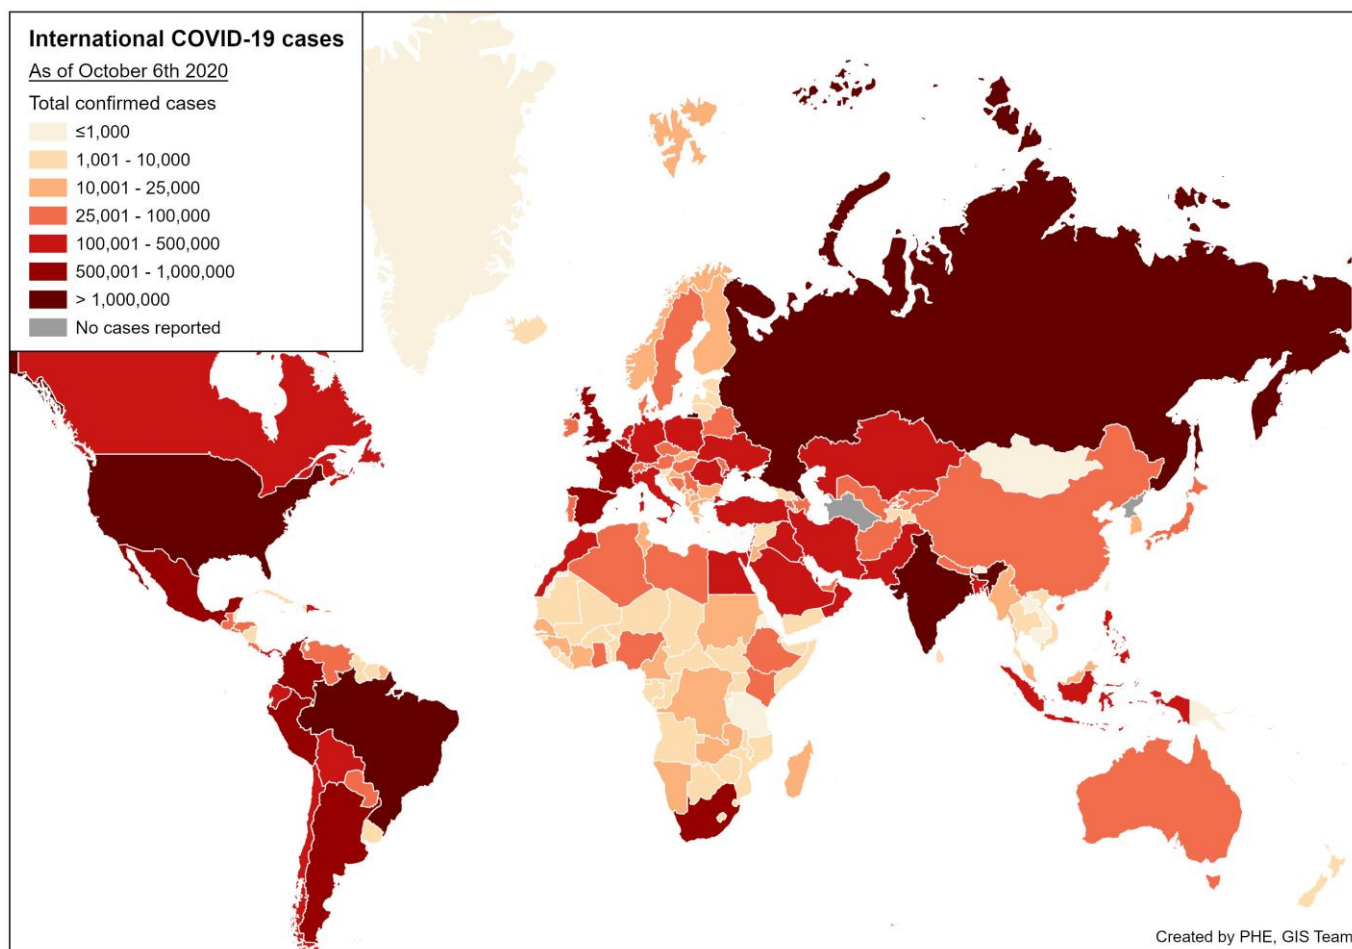 International COVID-19 cases
As of October 6th 2020
Total confirmed cases
≤1,000
1,001 - 10,000
10,001 - 25,000
25,001 - 100,000
100,001 - 500,000
500,001 - 1,000,000
> 1,000,000
No cases reported
Created by PHE, GIS Team